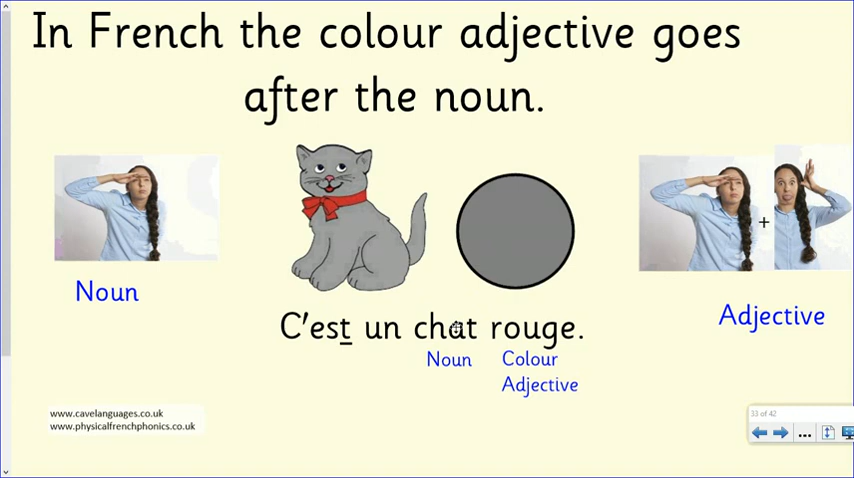 In French the colour adjective goes
after the noun.
+
Noun
Adjective
C'est un chat rouge.
Noun
Colour
Adjective
www.cavelanguages.co.uk
www.physicalfrenchphonics.co.uk
33 of 42
...